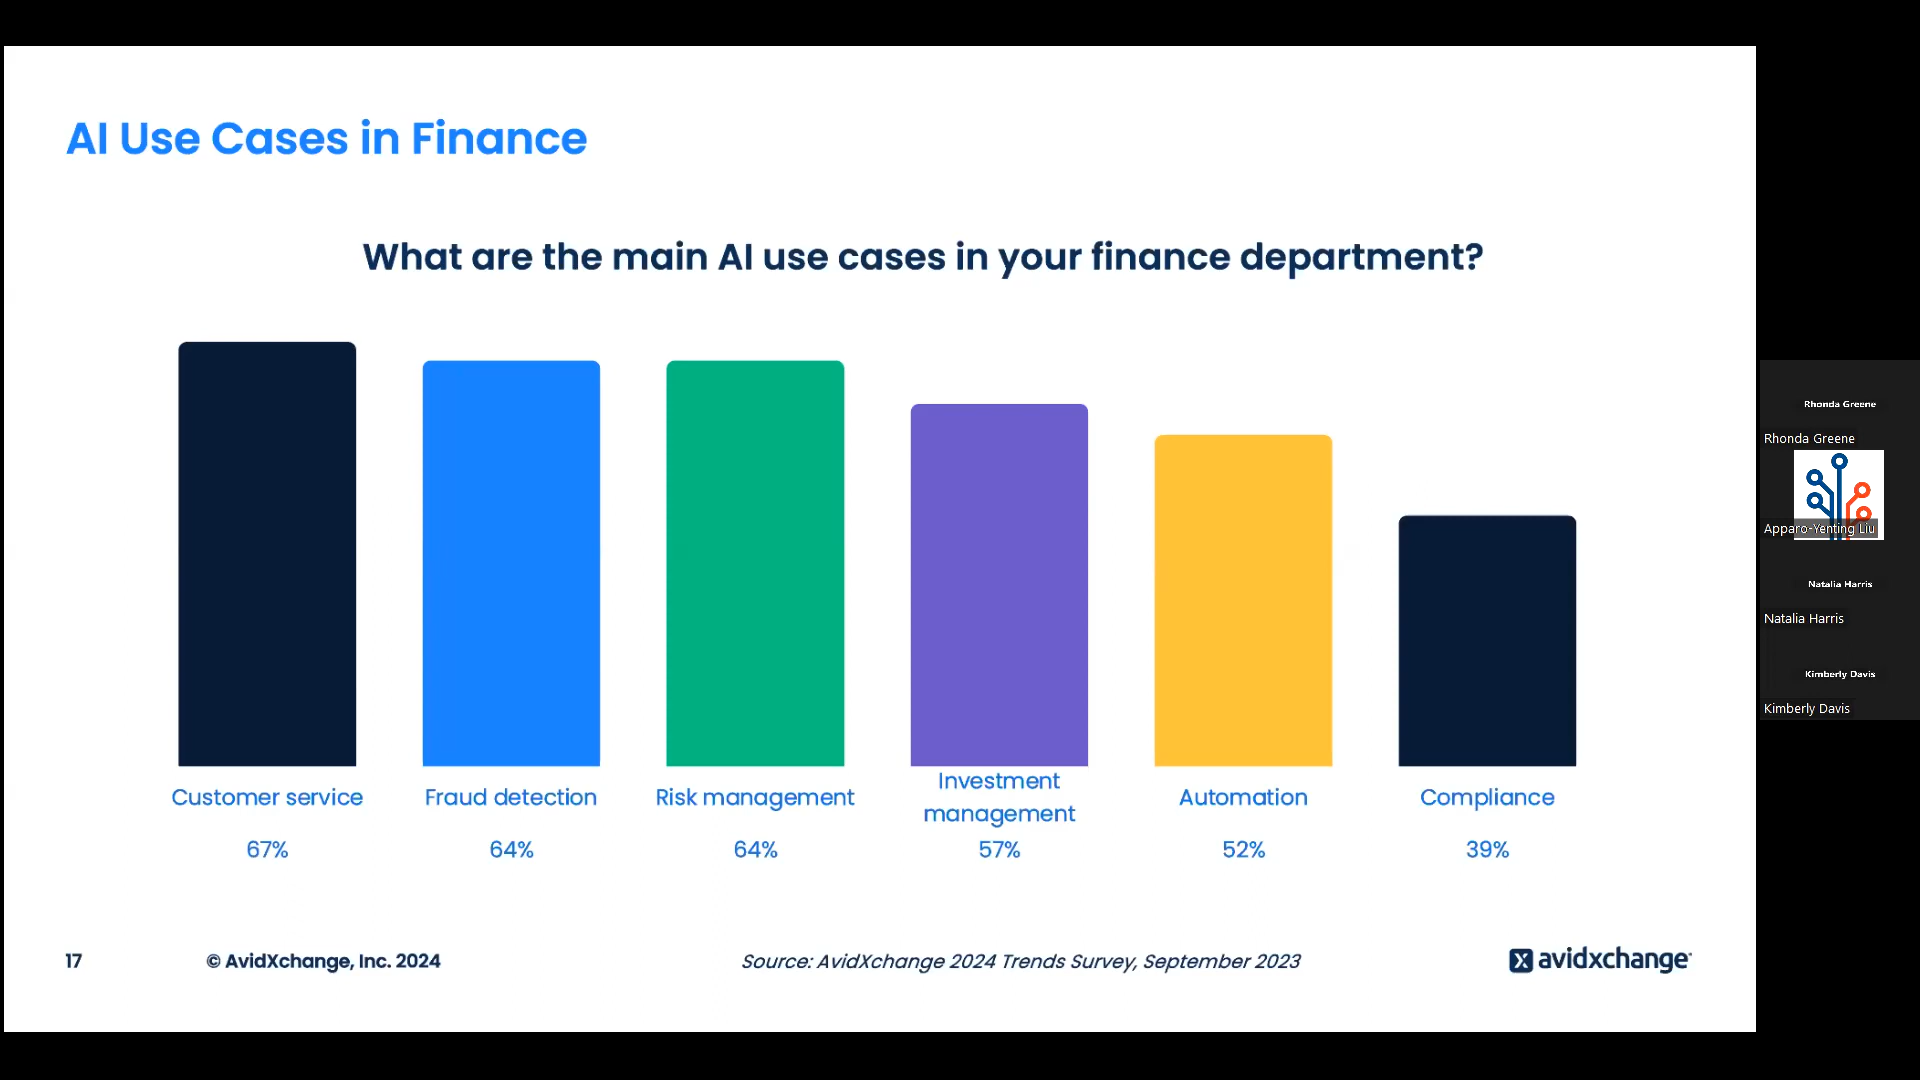 AI Use Cases in Finance
What are the main AI use cases in your finance department?
Customer service
67%
Fraud detection
64%
Risk management
64%
Investment
management
57%
Automation
52%
Compliance
39%
17
© AvidXchange, Inc. 2024
Source: AvidXchange 2024 Trends Survey, September 2023
avidxchange
Rhonda Greene
Rhonda Greene
Apparo-Yenting Liu
Natalia Harris
Natalia Harris
Kimberly Davis
Kimberly Davis